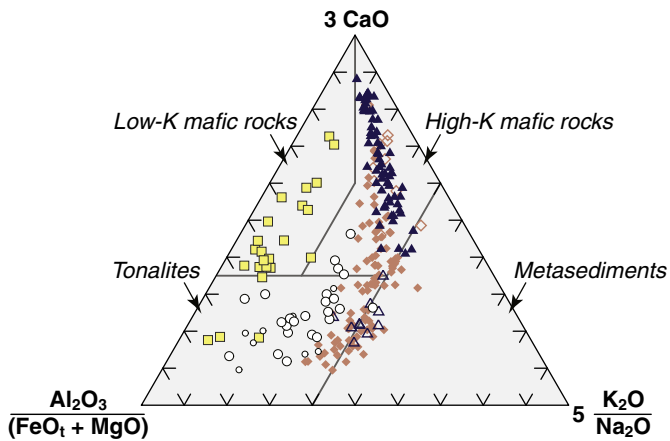 3 CaO
Low-K mafic rocks
High-K mafic rocks
Tonalites
Metasediments
Al₂O₃
(FeOₜ + MgO)
5 K₂O
Na₂O